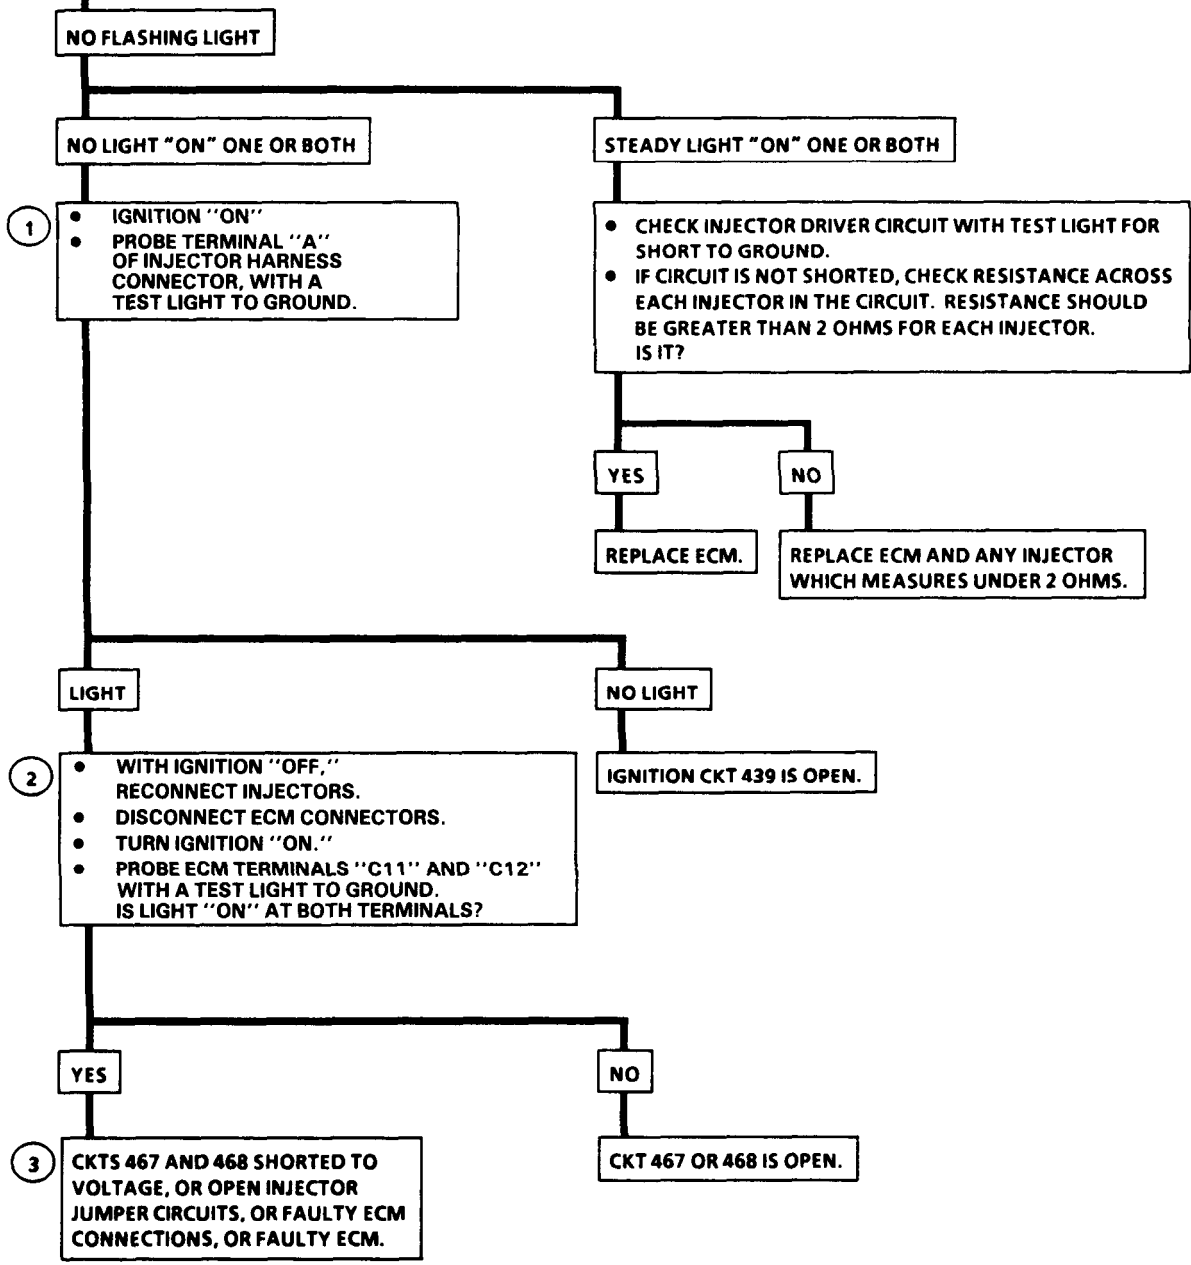 NO FLASHING LIGHT
NO LIGHT "ON" ONE OR BOTH
STEADY LIGHT "ON" ONE OR BOTH
1
● IGNITION "ON"
● PROBE TERMINAL "A"
OF INJECTOR HARNESS
CONNECTOR, WITH A
TEST LIGHT TO GROUND.
● CHECK INJECTOR DRIVER CIRCUIT WITH TEST LIGHT FOR
SHORT TO GROUND.
● IF CIRCUIT IS NOT SHORTED, CHECK RESISTANCE ACROSS
EACH INJECTOR IN THE CIRCUIT. RESISTANCE SHOULD
BE GREATER THAN 2 OHMS FOR EACH INJECTOR.
IS IT?
YES
NO
REPLACE ECM.
REPLACE ECM AND ANY INJECTOR
WHICH MEASURES UNDER 2 OHMS.
LIGHT
NO LIGHT
2
● WITH IGNITION "OFF,"
RECONNECT INJECTORS.
● DISCONNECT ECM CONNECTORS.
● TURN IGNITION "ON."
● PROBE ECM TERMINALS "C11" AND "C12"
WITH A TEST LIGHT TO GROUND.
IS LIGHT "ON" AT BOTH TERMINALS?
IGNITION CKT 439 IS OPEN.
YES
NO
3
CKTS 467 AND 468 SHORTED TO
VOLTAGE, OR OPEN INJECTOR
JUMPER CIRCUITS, OR FAULTY ECM
CONNECTIONS, OR FAULTY ECM.
CKT 467 OR 468 IS OPEN.